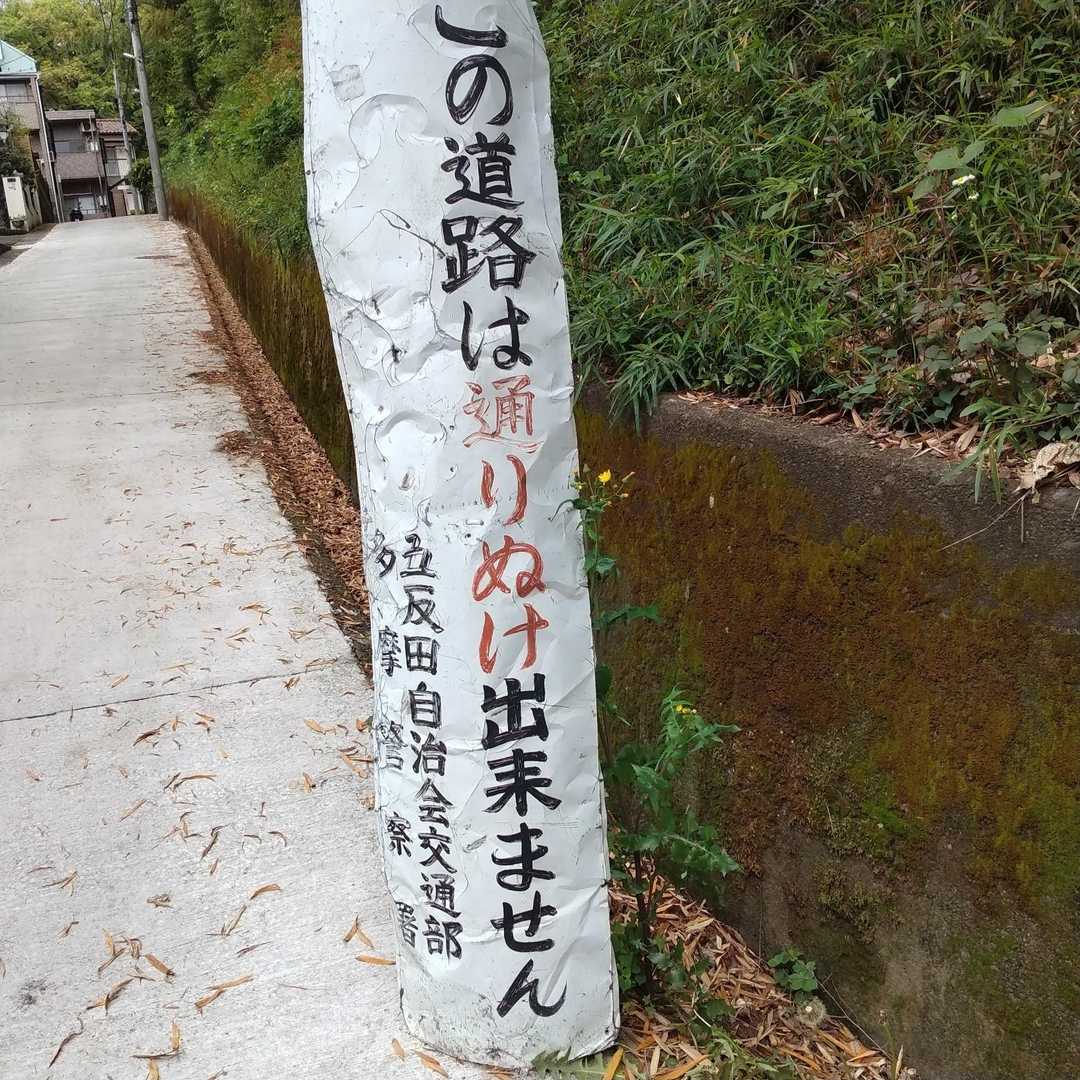 この道路は通りぬけ出来ません
五反田自治会交通部
多摩警察署